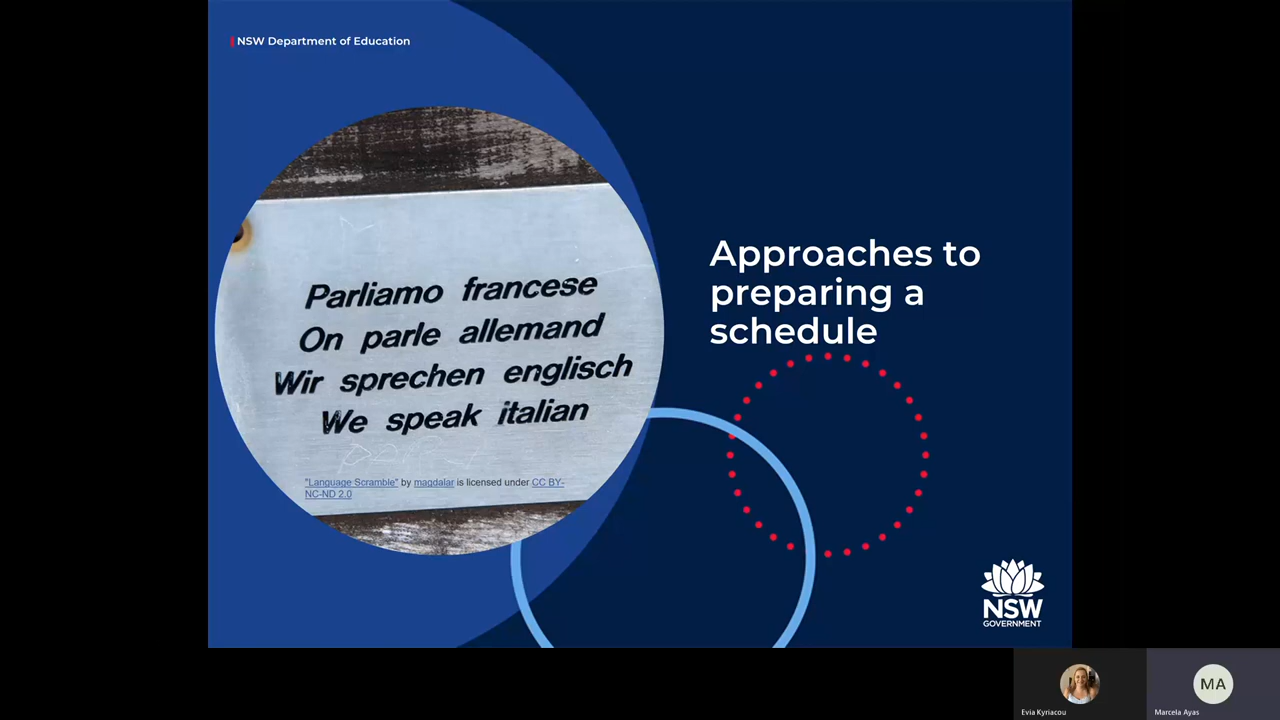 NSW Department of Education
Parliamo francese
On parle allemand
Wir sprechen englisch
We speak italian
"Language Scramble" by magdalar is licensed under CC BY-
NC-ND 2.0
Approaches to
preparing a
schedule
NSW
GOVERNMENT
Evia Kyriacou
MA
Marcela Ayas